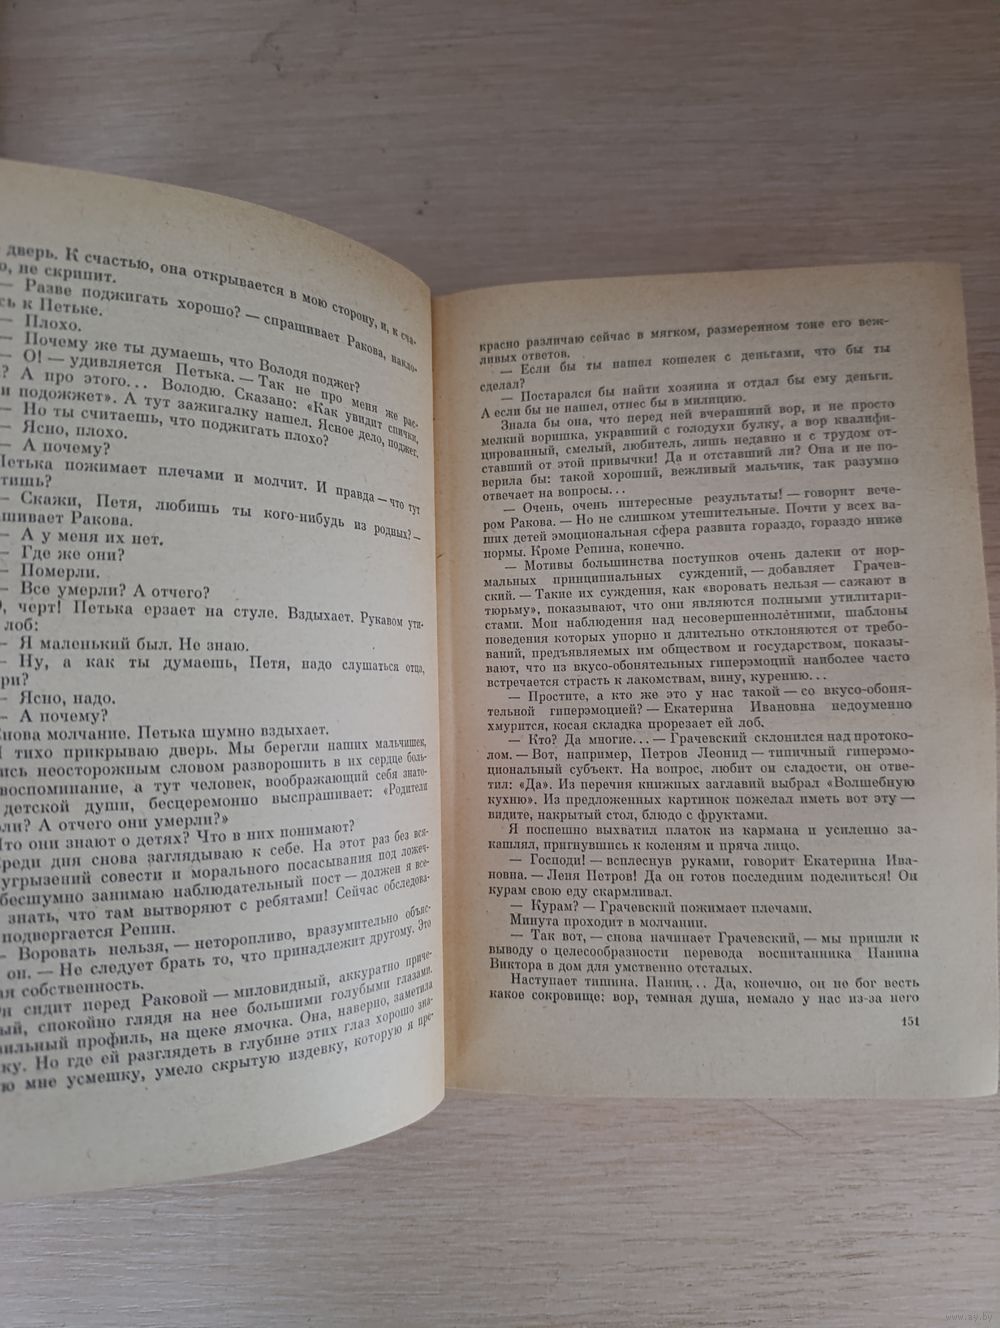 дверь. К счастью, она открывается в мою сторону, и, к сча-
о, не скрипит.
— Разве поджигать хорошо? — спрашивает Ракова, накло-
сь к Петьке.
— Плохо.
— Почему же ты думаешь, что Володя поджег?
— О! — удивляется Петька. — Так не про меня же рас-
? А про этого... Володю. Сказано: «Как увидит спички,
и подожжет». А тут зажигалку нашел. Ясное дело, поджег.
— Но ты считаешь, что поджигать плохо?
— Ясно, плохо.
— А почему?
Петька пожимает плечами и молчит. И правда — что тут
тишь?
— Скажи, Петя, любишь ты кого-нибудь из родных? —
ашивает Ракова.
— А у меня их нет.
— Где же они?
— Померли.
— Все умерли? А отчего?
О, черт! Петька ерзает на стуле. Вздыхает. Рукавом ути-
лоб:
— Я маленький был. Не знаю.
— Ну, а как ты думаешь, Петя, надо слушаться отца,
ри?
— Ясно, надо.
— А почему?
Снова молчание. Петька шумно вздыхает.
Я тихо прикрываю дверь. Мы берегли наших мальчишек,
ись неосторожным словом разворошить в их сердце боль-
воспоминание, а тут человек, воображающий себя знато-
детской души, бесцеремонно выспрашивает: «Родители
ли? А отчего они умерли?»
Что они знают о детях? Что в них понимают?
Среди дня снова заглядываю к себе. На этот раз без вся-
угрызений совести и морального посасывания под ложеч-
бесшумно занимаю наблюдательный пост — должен я все-
знать, что там вытворяют с ребятами! Сейчас обследова-
подвергается Репин.
— Воровать нельзя, — неторопливо, вразумительно объяс-
он. — Не следует брать то, что принадлежит другому. Это
ая собственность.
Он сидит перед Раковой — миловидный, аккуратно приче-
ый, спокойно глядя на нее большими голубыми глазами.
ильный профиль, на щеке ямочка. Она, наверно, заметила
ку. Но где ей разглядеть в глубине этих глаз хорошо зна-
ую мне усмешку, умело скрытую издевку, которую я пре-
красно различаю сейчас в мягком, размеренном тоне его веж-
ливых ответов.
— Если бы ты нашел кошелек с деньгами, что бы ты
сделал?
— Постарался бы найти хозяина и отдал бы ему деньги.
А если бы не нашел, отнес бы в милицию.
Знала бы она, что перед ней вчерашний вор, и не просто
мелкий воришка, укравший с голодухи булку, а вор квалифи-
цированный, смелый, любитель, лишь недавно и с трудом от-
ставший от этой привычки! Да и отставший ли? Она и не по-
верила бы: такой хороший, вежливый мальчик, так разумно
отвечает на вопросы...
— Очень, очень интересные результаты! — говорит вече-
ром Ракова. — Но не слишком утешительные. Почти у всех ва-
ших детей эмоциональная сфера развита гораздо, гораздо ниже
нормы. Кроме Репина, конечно.
— Мотивы большинства поступков очень далеки от нор-
мальных принципиальных суждений, — добавляет Грачев-
ский. — Такие их суждения, как «воровать нельзя — сажают в
тюрьму», показывают, что они являются полными утилитари-
стами. Мои наблюдения над несовершеннолетними, шаблоны
поведения которых упорно и длительно отклоняются от требо-
ваний, предъявляемых им обществом и государством, показы-
вают, что из вкусо-обонятельных гиперэмоций наиболее часто
встречается страсть к лакомствам, вину, курению...
— Простите, а кто же это у нас такой — со вкусо-обоня-
тельной гиперэмоцией? — Екатерина Ивановна недоуменно
хмурится, косая складка прорезает ей лоб.
— Кто? Да многие... — Грачевский склонился над протоко-
лом. — Вот, например, Петров Леонид — типичный гиперэмо-
циональный субъект. На вопрос, любит он сладости, он отве-
тил: «Да». Из перечня книжных заглавий выбрал «Волшебную
кухню». Из предложенных картинок пожелал иметь вот эту —
видите, накрытый стол, блюдо с фруктами.
Я поспешно выхватил платок из кармана и усиленно за-
кашлял, пригнувшись к коленям и пряча лицо.
— Господи! — всплеснув руками, говорит Екатерина Ива-
новна. — Леня Петров! Да он готов последним поделиться! Он
курам свою еду скармливал.
— Курам? — Грачевский пожимает плечами.
Минута проходит в молчании.
— Так вот, — снова начинает Грачевский, — мы пришли к
выводу о целесообразности перевода воспитанника Панина
Виктора в дом для умственно отсталых.
Наступает тишина. Панин... Да, конечно, он не бог весть
какое сокровище: вор, темная душа, немало у нас из-за него
151
www.ay.by